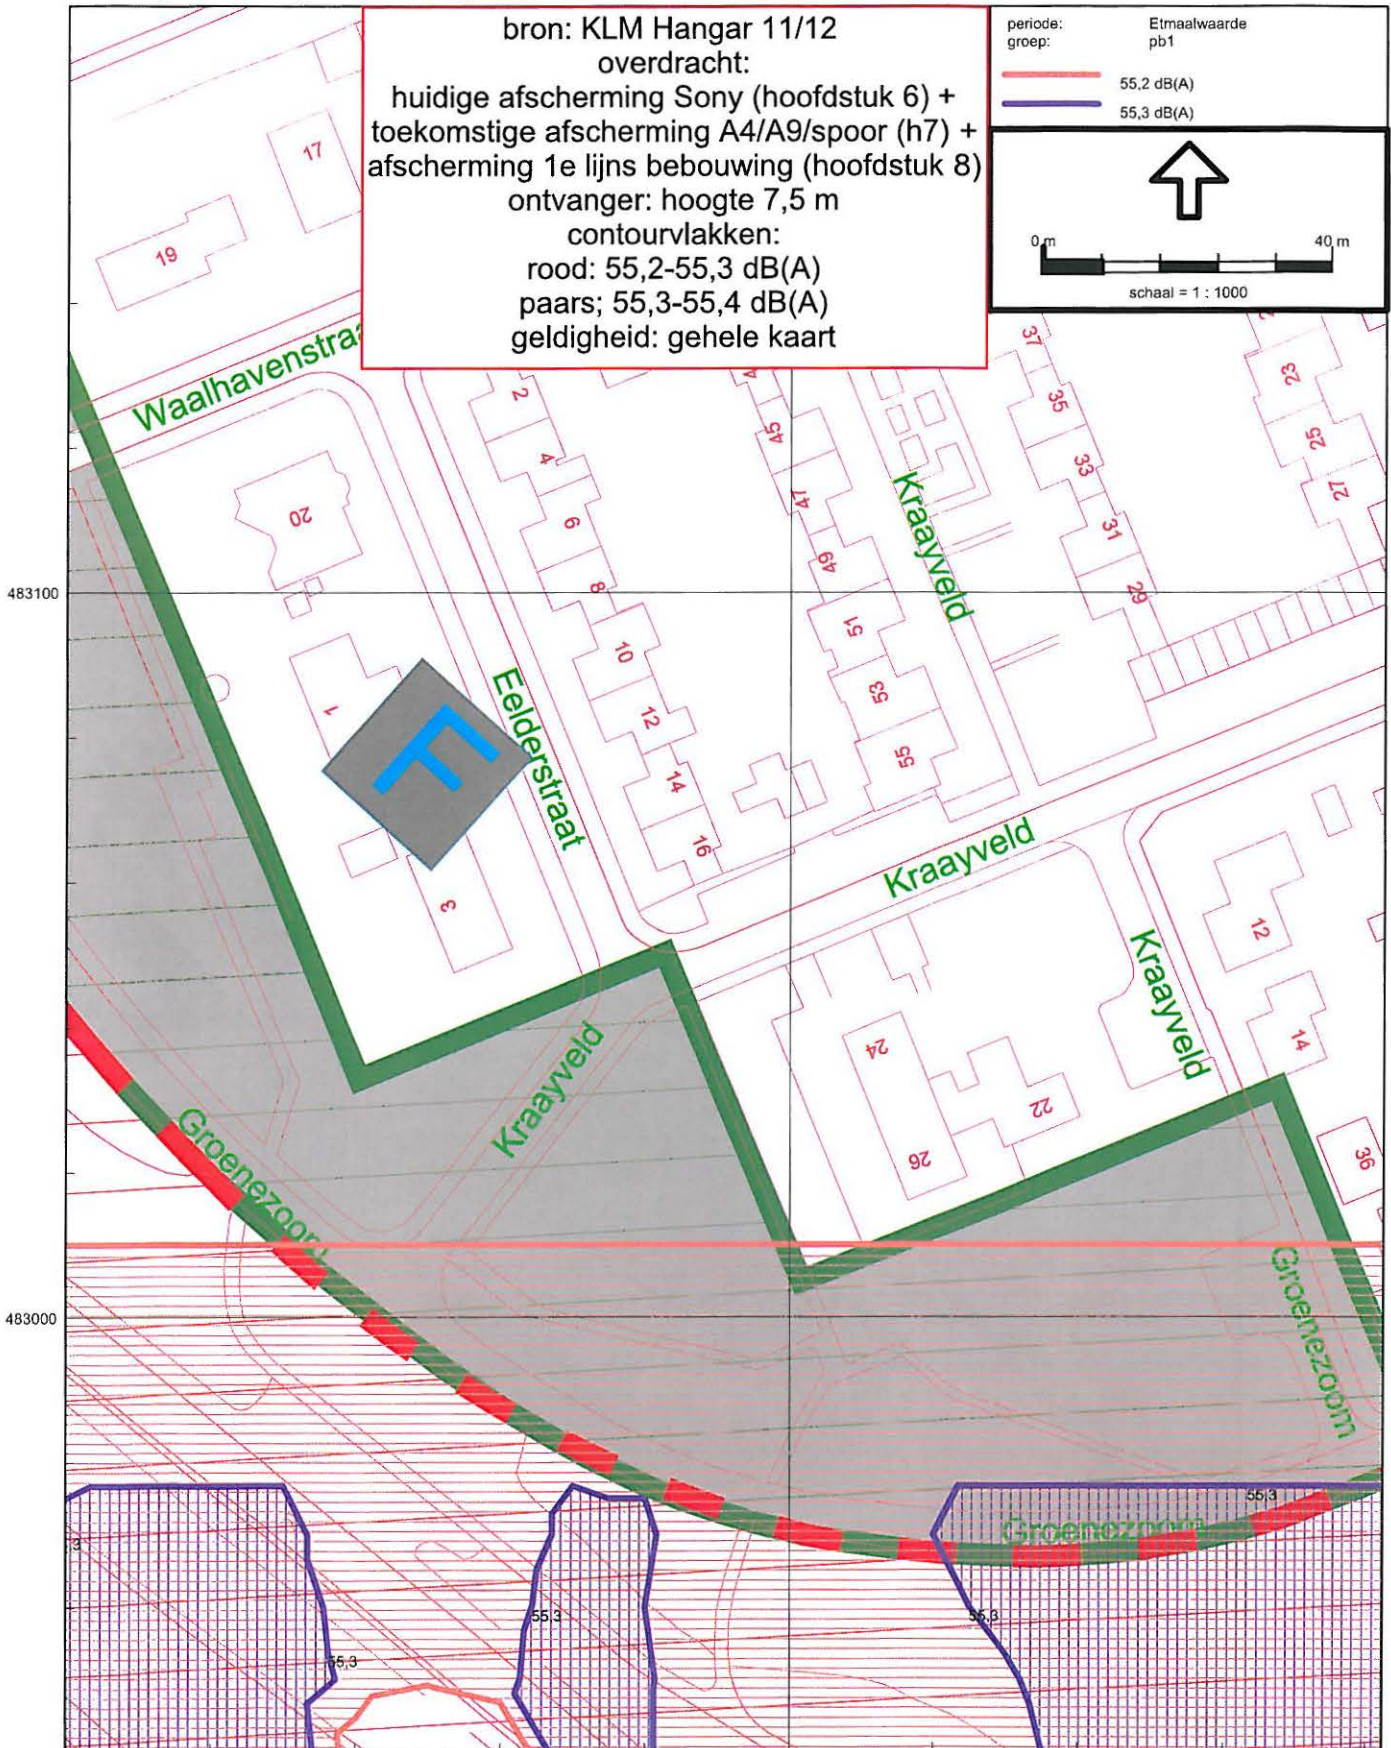 bron: KLM Hangar 11/12
overdracht:
huidige afscherming Sony (hoofdstuk 6) +
toekomstige afscherming A4/A9/spoor (h7) +
afscherming 1e lijns bebouwing (hoofdstuk 8)
ontvanger: hoogte 7,5 m
contourvlakken:
rood: 55,2-55,3 dB(A)
paars; 55,3-55,4 dB(A)
geldigheid: gehele kaart
periode: Etmaalwaarde
groep: pb1
55,2 dB(A)
55,3 dB(A)
0 m 40 m
schaal = 1 : 1000
17
19
Waalhavenstraa
20
2
4
6
8
10
12
14
16
45
47
49
51
53
55
Kraayveld
37
35
33
31
29
23
25
27
483100
1
F
3
Eelderstraat
Kraayveld
Kraayveld
12
14
36
24
22
26
Kraayveld
Groenezoom
Groenezoom
483000
Groenezoom
55,3
55,3
55,3
55,3